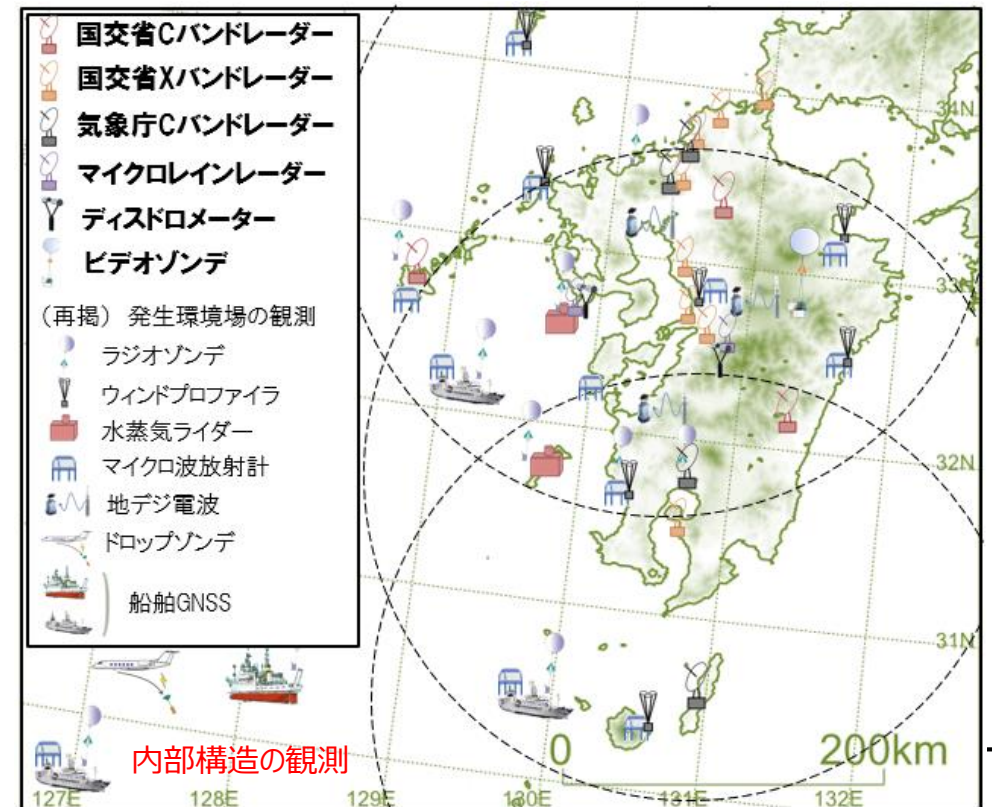 国交省Cバンドレーダー
国交省Xバンドレーダー
気象庁Cバンドレーダー
マイクロレインレーダー
ディスドロメーター
ビデオゾンデ
（再掲） 発生環境場の観測
ラジオゾンデ
ウィンドプロファイラ
水蒸気ライダー
マイクロ波放射計
地デジ電波
ドロップゾンデ
船舶GNSS
34N
33N
32N
31N
内部構造の観測
0 200km
127E 128E 129E 130E 131E 132E